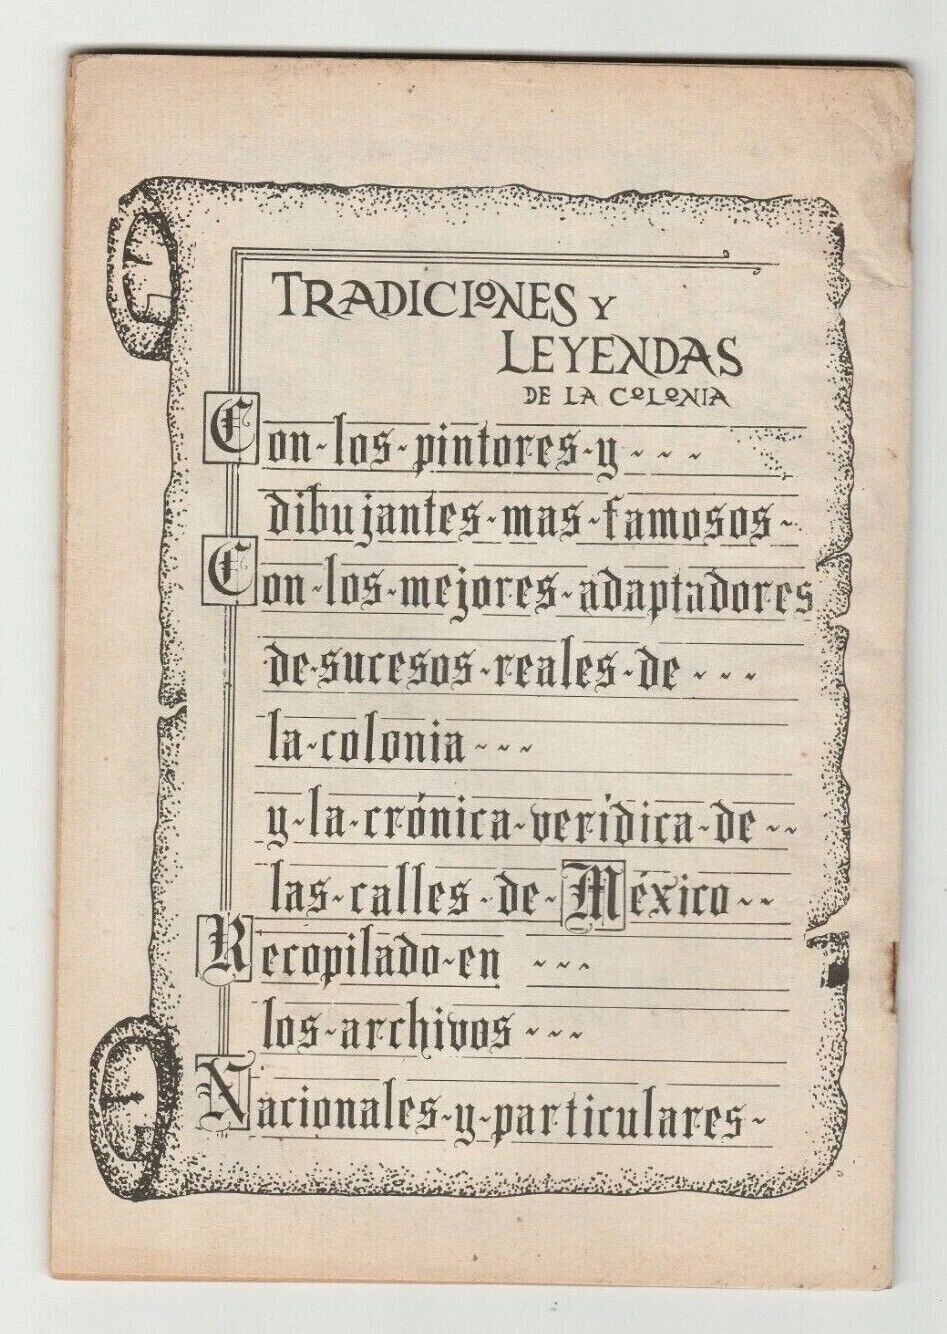 TRADICIONES Y
LEYENDAS
DE LA COLONIA
Con-los-pintores-y---
dibujantes-mas-famosos-
Con-los-mejores-adaptadores
de-sucesos-reales-de---
la-colonia---
y-la-crónica-verídica-de--
las-calles-de-México--
Recopilado-en ---
los-archivos---
Nacionales-y-particulares-